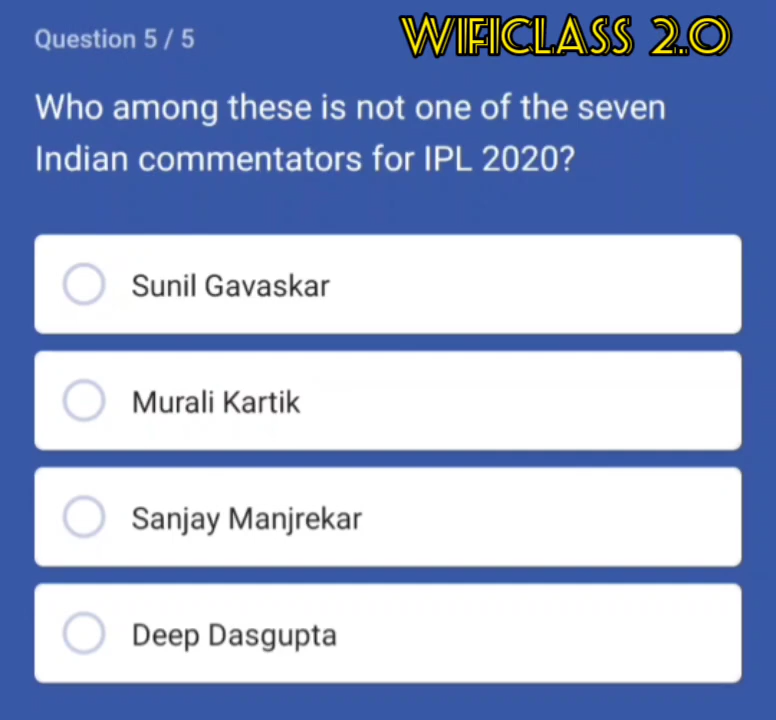 Question 5 / 5
WIFICLASS 2.0
Who among these is not one of the seven
Indian commentators for IPL 2020?
Sunil Gavaskar
Murali Kartik
Sanjay Manjrekar
Deep Dasgupta